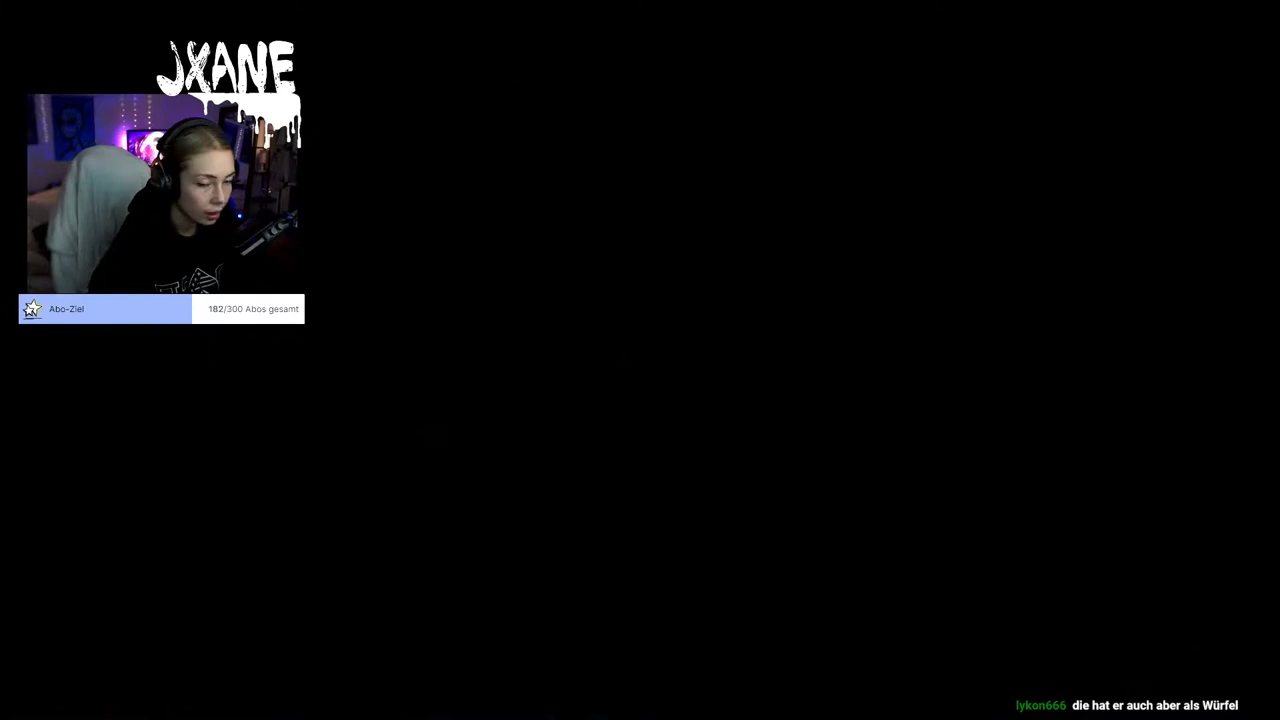 JXANE
Abo-Ziel
182/300 Abos gesamt
lykon666 die hat er auch aber als Würfel